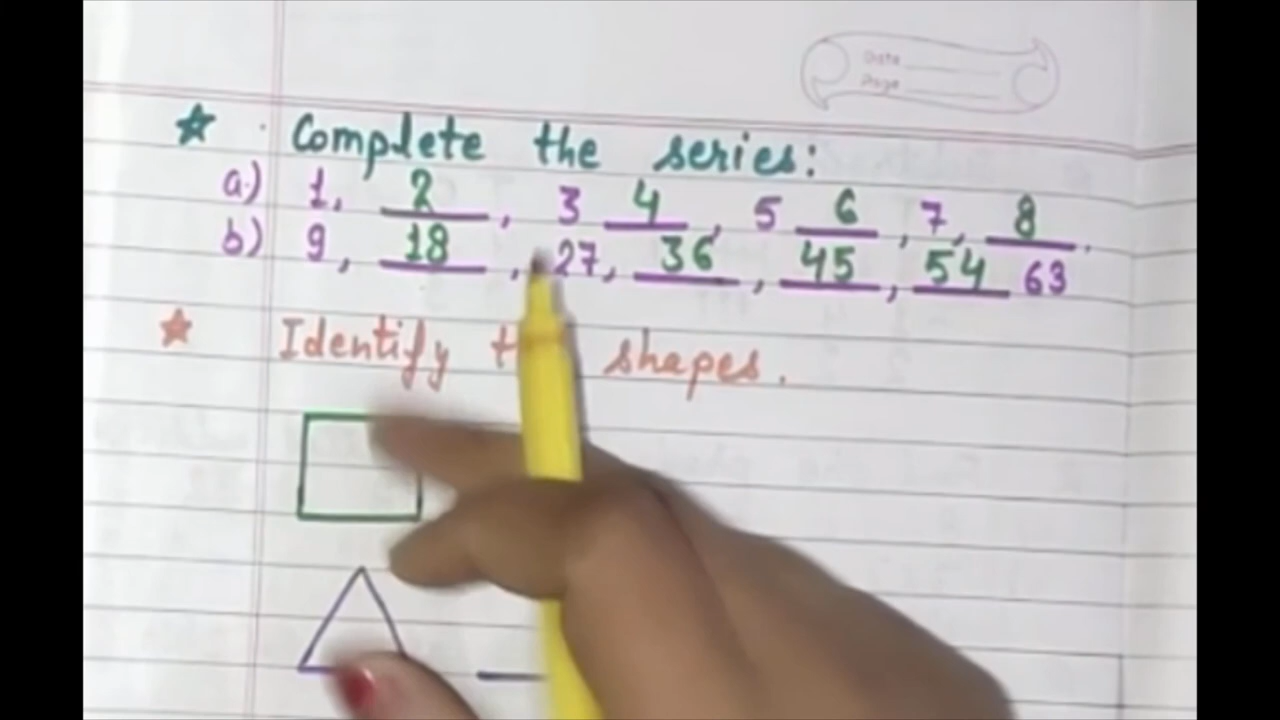 Date
Page
Complete the series:
a.) 1, 2, 3 4, 5 6, 7, 8.
b) 9, 18, 27, 36, 45, 54 63
Identify shapes.